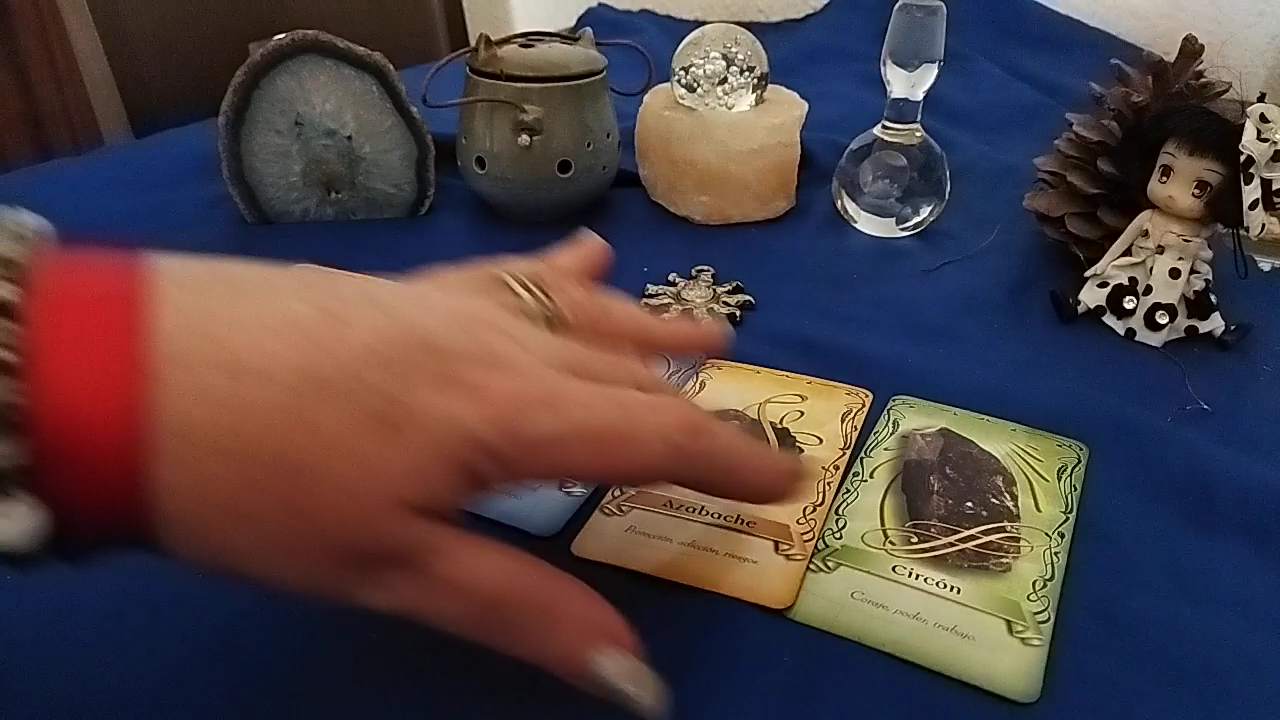 Azabache
Protección, adicción, riesgos.
Circón
Coraje, poder, trabajo.